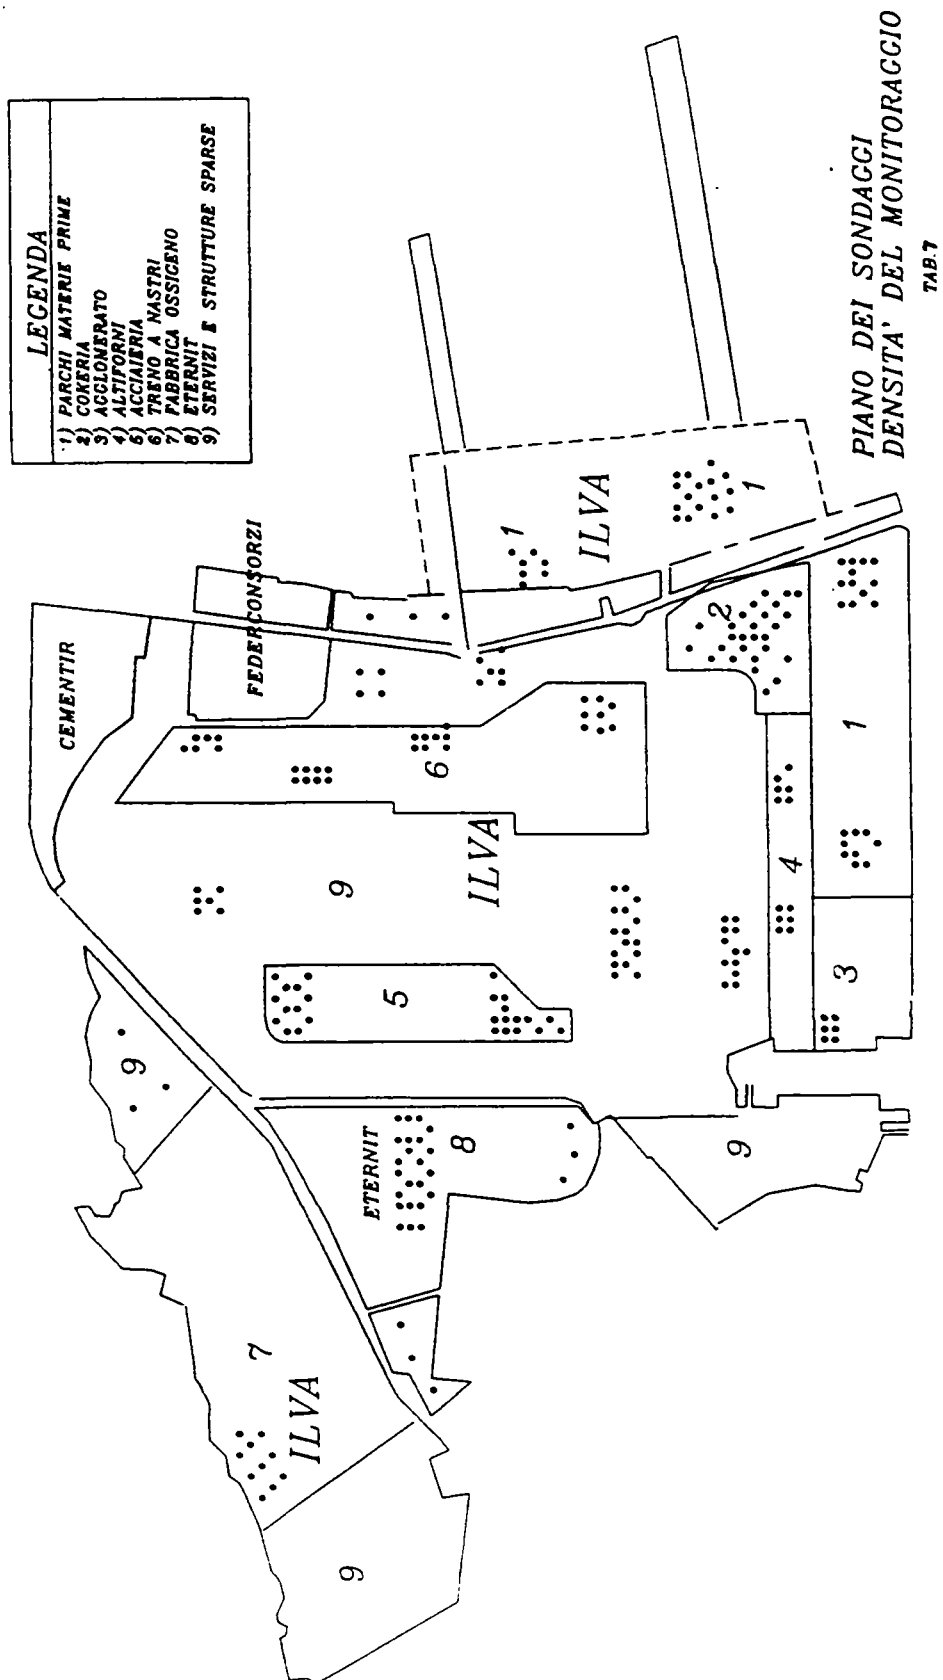 LEGENDA
1) PARCHI MATERIE PRIME
2) COKERIA
3) AGGLOMERATO
4) ALTIFORNI
5) ACCIAIERIA
6) TRENO A NASTRI
7) FABBRICA OSSIGENO
8) ETERNIT
9) SERVIZI E STRUTTURE SPARSE
CEMENTIR
FEDERCONSORZI
9
7
ILVA
9
ETERNIT
8
9
5
9
ILVA
6
1
ILVA
1
2
4
3
1
9
PIANO DEI SONDAGGI
DENSITA' DEL MONITORAGGIO
TAB.7